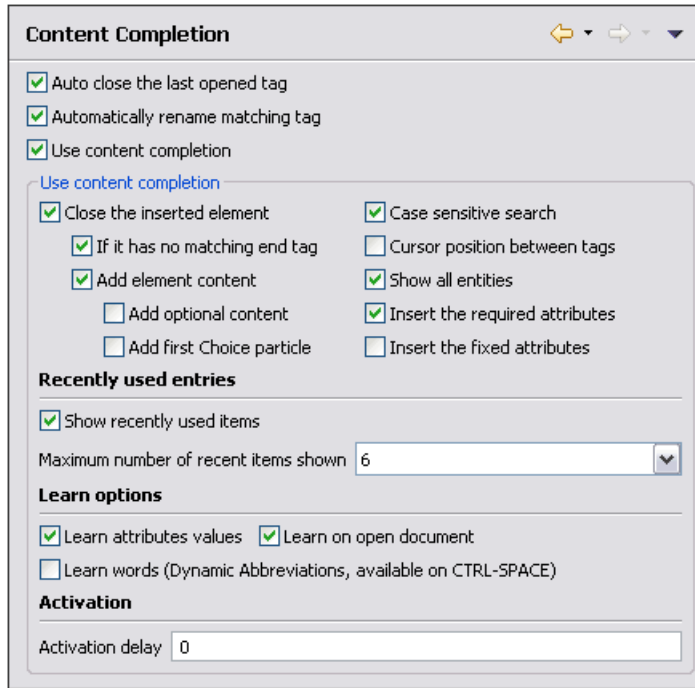 Content Completion
Auto close the last opened tag
Automatically rename matching tag
Use content completion
Use content completion
Close the inserted element
Case sensitive search
If it has no matching end tag
Cursor position between tags
Add element content
Show all entities
Add optional content
Insert the required attributes
Add first Choice particle
Insert the fixed attributes
Recently used entries
Show recently used items
Maximum number of recent items shown 6
Learn options
Learn attributes values Learn on open document
Learn words (Dynamic Abbreviations, available on CTRL-SPACE)
Activation
Activation delay 0